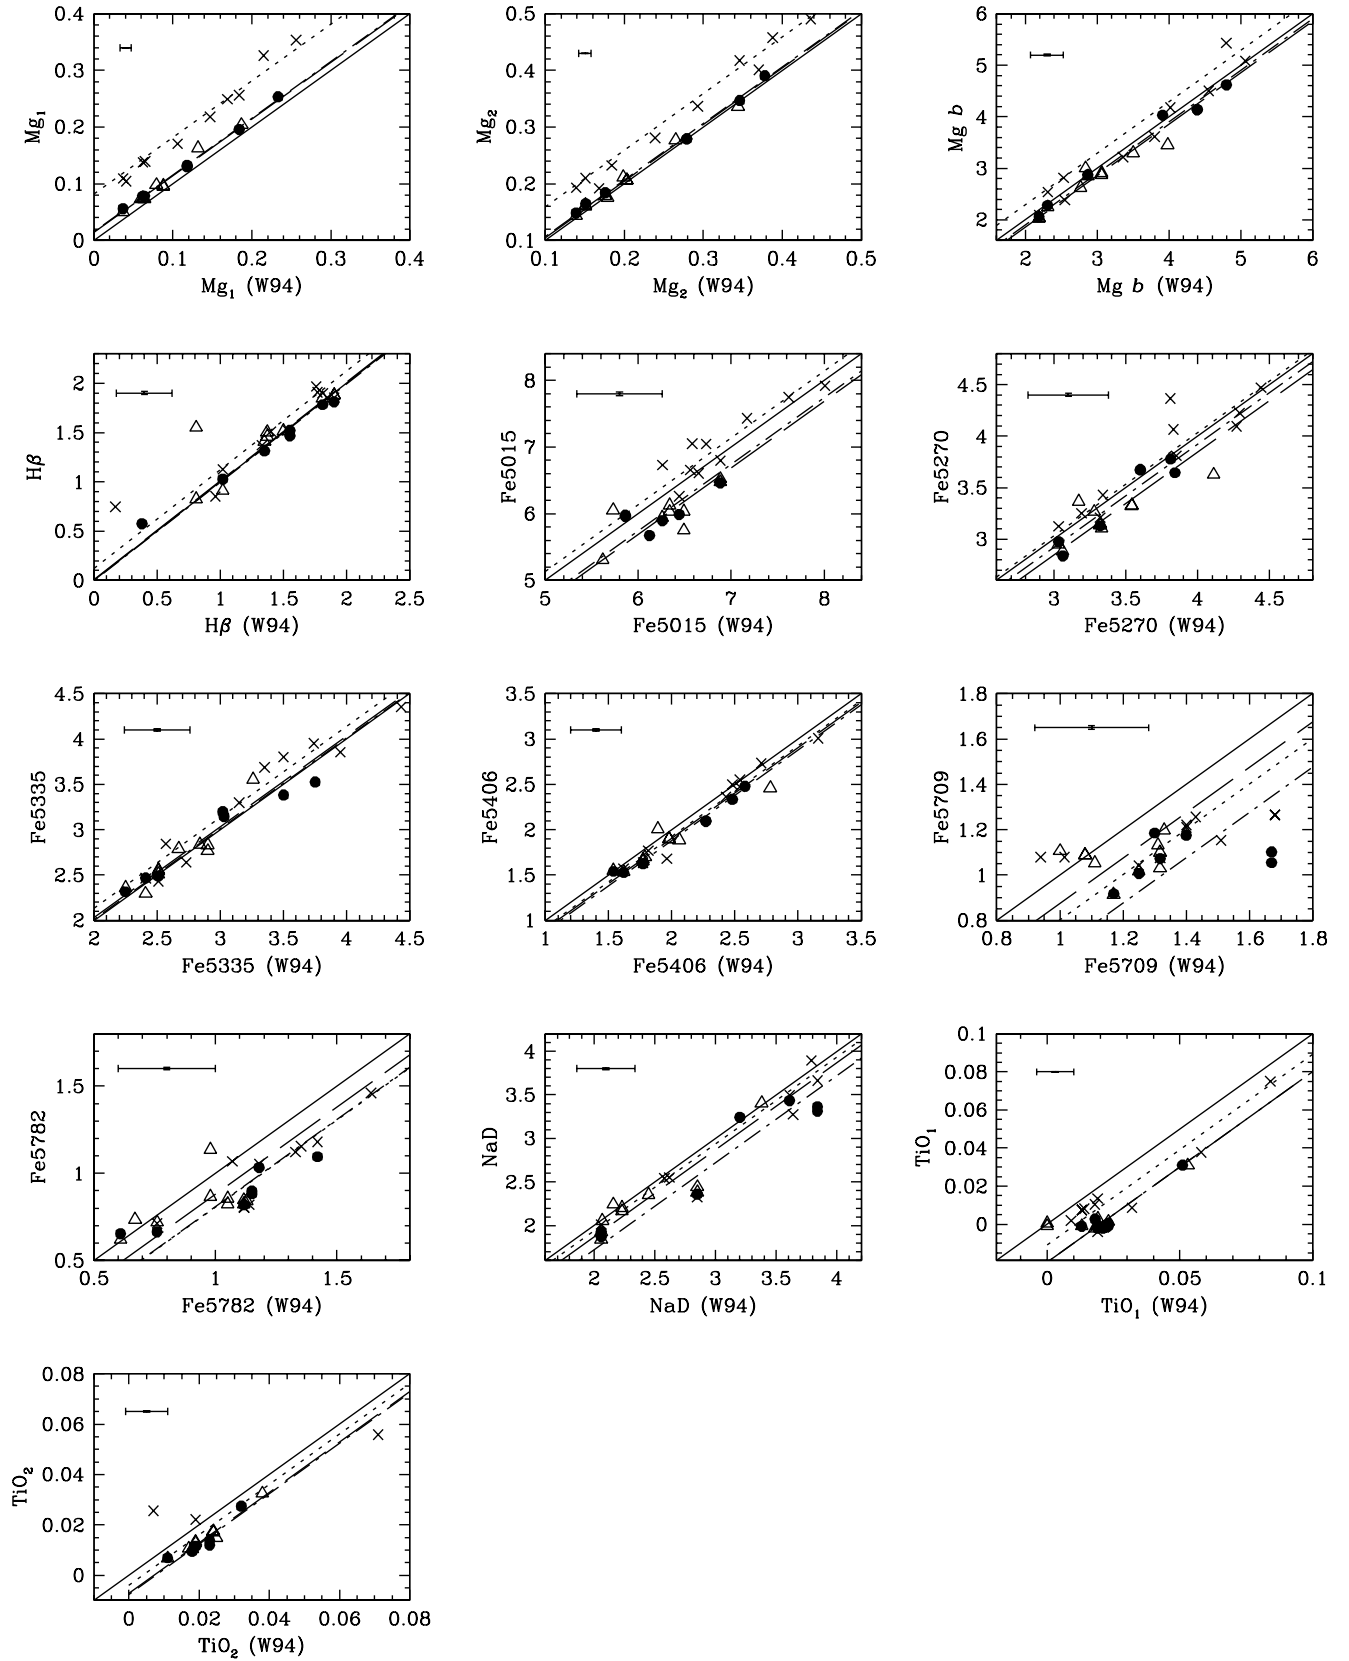 0.4
0.3
0.2
0.1
0
Mg1
0 0.1 0.2 0.3 0.4
Mg1 (W94)
0.5
0.4
0.3
0.2
0.1
Mg2
0.1 0.2 0.3 0.4 0.5
Mg2 (W94)
6
5
4
3
2
Mg b
2 3 4 5 6
Mg b (W94)
2
1.5
1
0.5
0
Hβ
0 0.5 1 1.5 2 2.5
Hβ (W94)
8
7
6
5
Fe5015
5 6 7 8
Fe5015 (W94)
4.5
4
3.5
3
Fe5270
3 3.5 4 4.5
Fe5270 (W94)
4.5
4
3.5
3
2.5
2
Fe5335
2 2.5 3 3.5 4 4.5
Fe5335 (W94)
3.5
3
2.5
2
1.5
1
Fe5406
1 1.5 2 2.5 3 3.5
Fe5406 (W94)
1.8
1.6
1.4
1.2
1
0.8
Fe5709
0.8 1 1.2 1.4 1.6 1.8
Fe5709 (W94)
1.5
1
0.5
Fe5782
0.5 1 1.5
Fe5782 (W94)
4
3.5
3
2.5
2
NaD
2 2.5 3 3.5 4
NaD (W94)
0.1
0.08
0.06
0.04
0.02
0
TiO1
0 0.05 0.1
TiO1 (W94)
0.08
0.06
0.04
0.02
0
TiO2
0 0.02 0.04 0.06 0.08
TiO2 (W94)